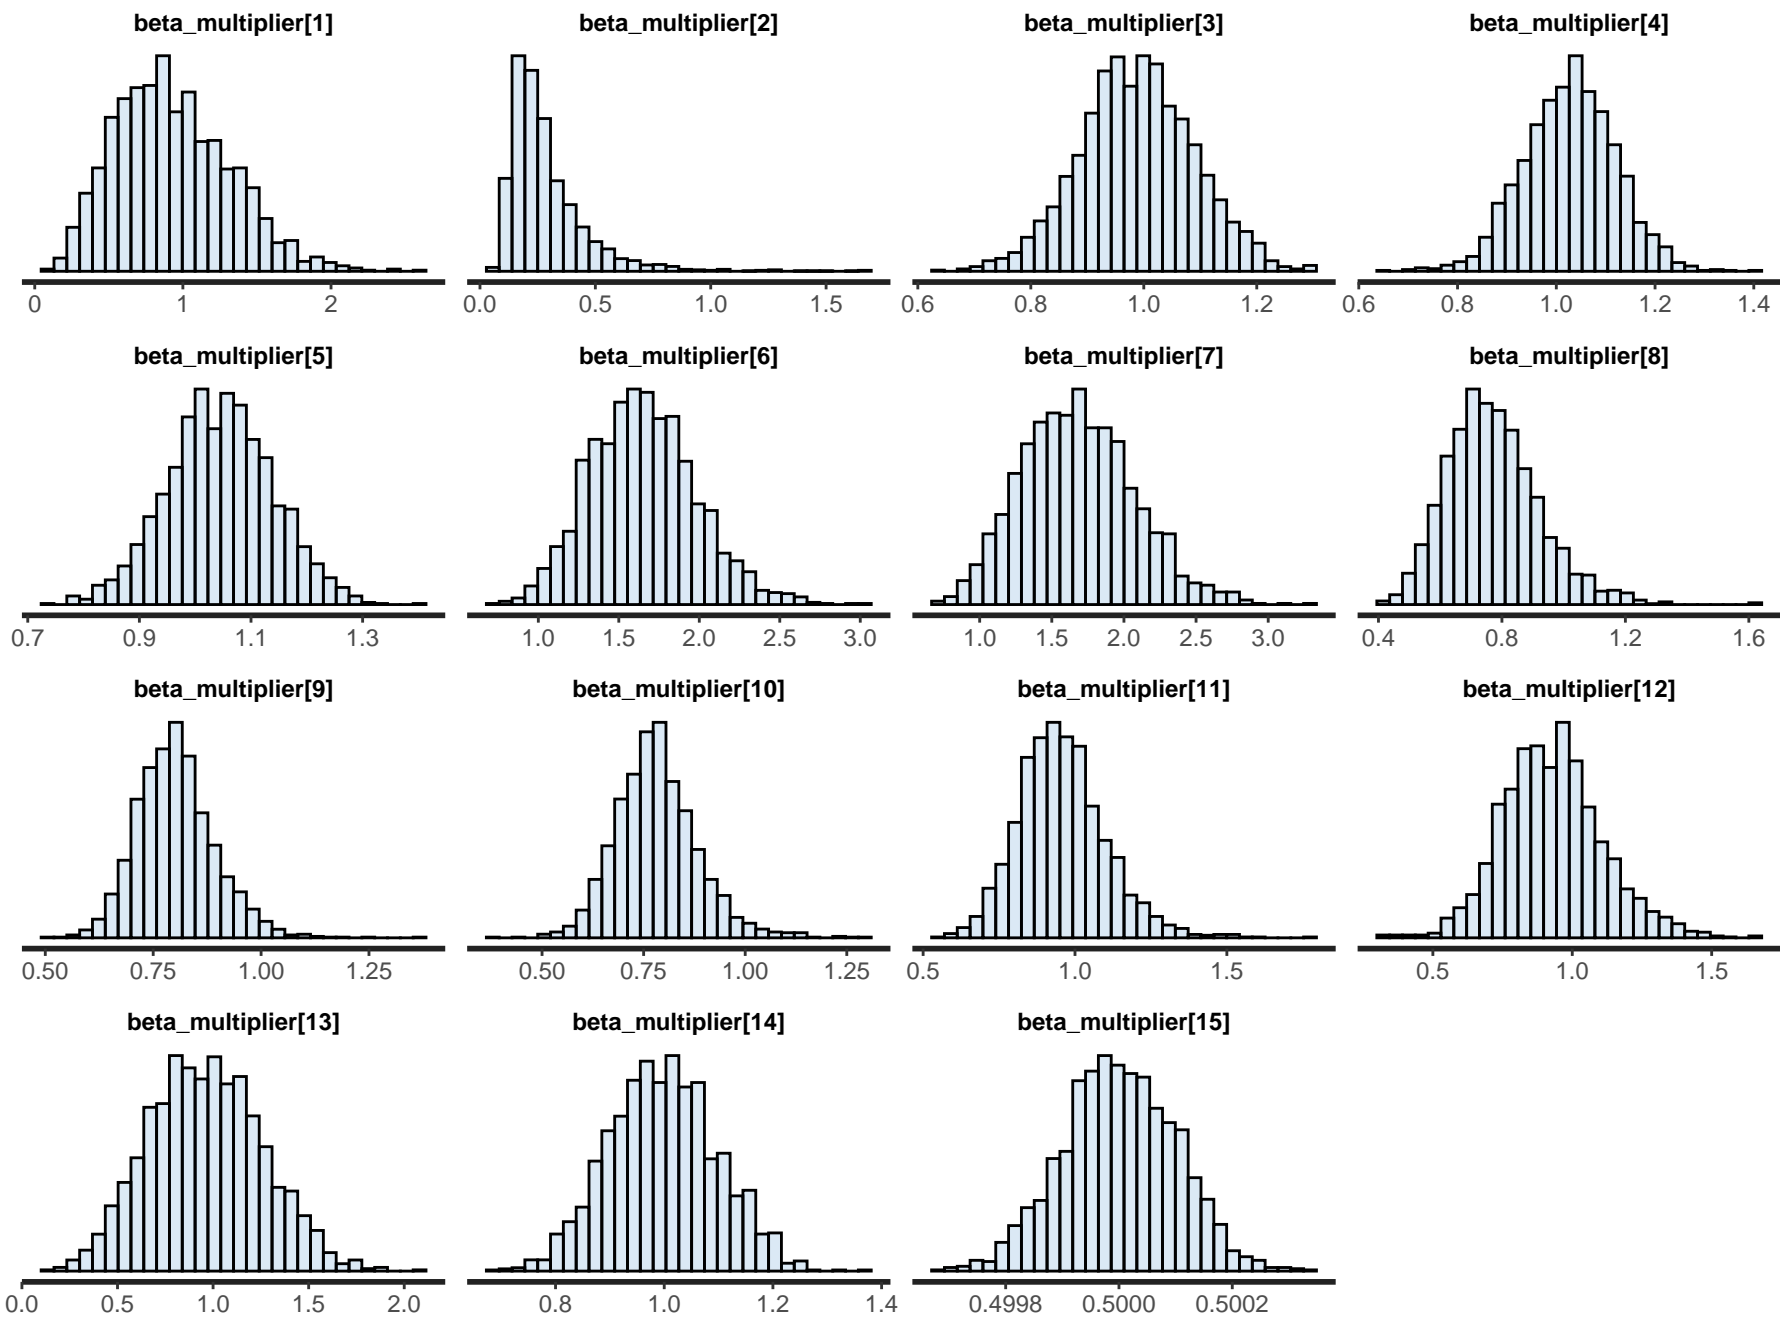 beta_multiplier[1] beta_multiplier[2] beta_multiplier[3] beta_multiplier[4]
0 1 2 0.0 0.5 1.0 1.5 0.6 0.8 1.0 1.2 0.6 0.8 1.0 1.2 1.4
beta_multiplier[5] beta_multiplier[6] beta_multiplier[7] beta_multiplier[8]
0.7 0.9 1.1 1.3 1.0 1.5 2.0 2.5 3.0 1.0 1.5 2.0 2.5 3.0 0.4 0.8 1.2 1.6
beta_multiplier[9] beta_multiplier[10] beta_multiplier[11] beta_multiplier[12]
0.50 0.75 1.00 1.25 0.50 0.75 1.00 1.25 0.5 1.0 1.5 0.5 1.0 1.5
beta_multiplier[13] beta_multiplier[14] beta_multiplier[15]
0.0 0.5 1.0 1.5 2.0 0.8 1.0 1.2 1.4 0.4998 0.5000 0.5002